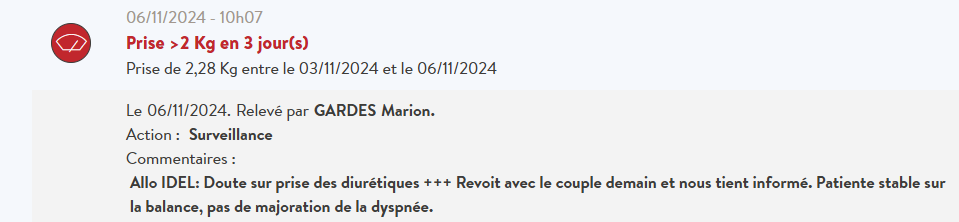 06/11/2024 - 10h07
Prise >2 Kg en 3 jour(s)
Prise de 2,28 Kg entre le 03/11/2024 et le 06/11/2024
Le 06/11/2024. Relevé par GARDES Marion.
Action : Surveillance
Commentaires :
Allo IDEL: Doute sur prise des diurétiques +++ Revoit avec le couple demain et nous tient informé. Patiente stable sur
la balance, pas de majoration de la dyspnée.